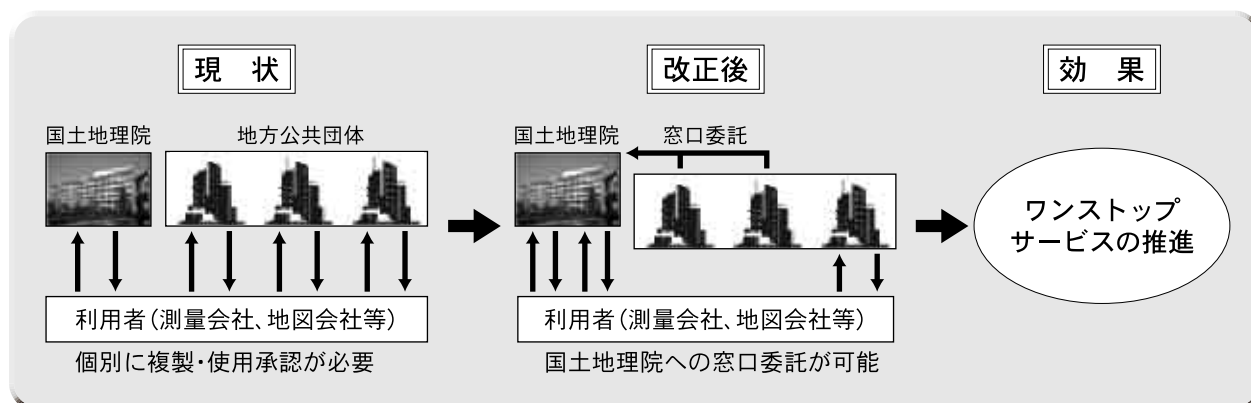 現 状
国土地理院
地方公共団体
利用者(測量会社、地図会社等)
個別に複製・使用承認が必要
改正後
国土地理院
窓口委託
利用者(測量会社、地図会社等)
国土地理院への窓口委託が可能
効 果
ワンストップ
サービスの推進